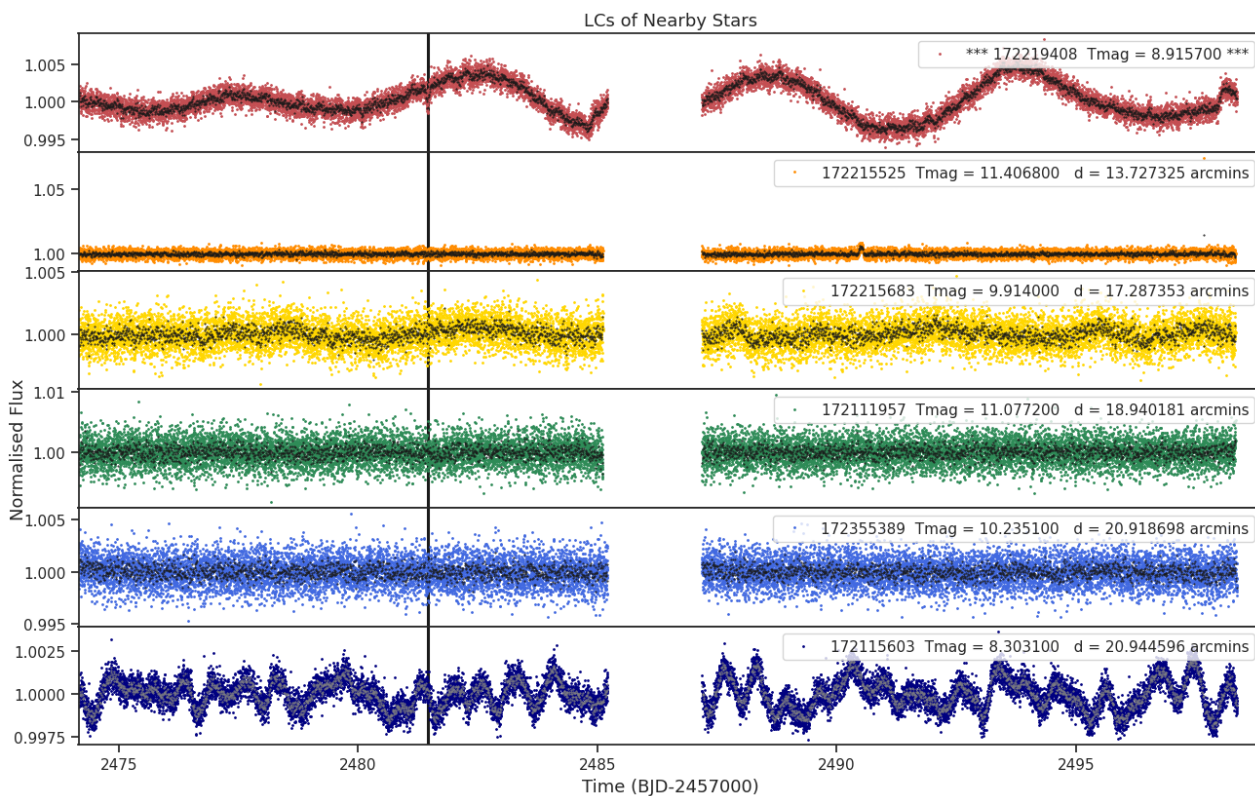 LCs of Nearby Stars
*** 172219408 Tmag = 8.915700 ***
1.005
1.000
0.995
172215525 Tmag = 11.406800 d = 13.727325 arcmins
1.05
1.00
172215683 Tmag = 9.914000 d = 17.287353 arcmins
1.005
1.000
172111957 Tmag = 11.077200 d = 18.940181 arcmins
1.01
1.00
Normalised Flux
172355389 Tmag = 10.235100 d = 20.918698 arcmins
1.005
1.000
0.995
172115603 Tmag = 8.303100 d = 20.944596 arcmins
1.0025
1.0000
0.9975
2475 2480 2485 2490 2495
Time (BJD-2457000)